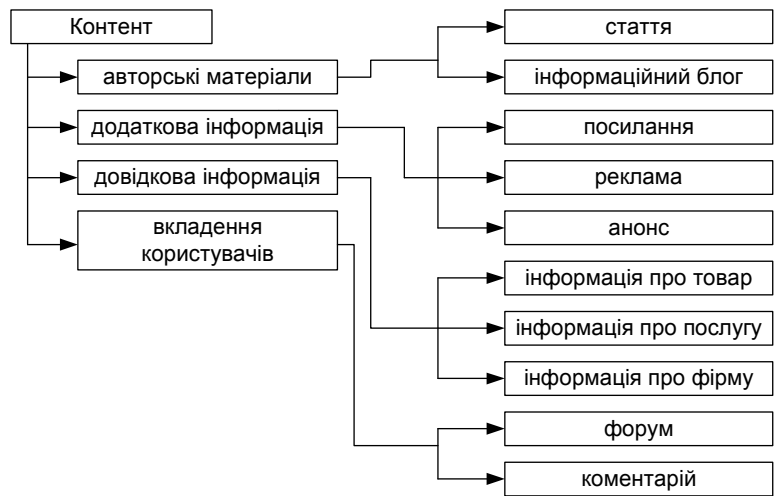 Контент
авторські матеріали
додаткова інформація
довідкова інформація
вкладення
користувачів
стаття
інформаційний блог
посилання
реклама
анонс
інформація про товар
інформація про послугу
інформація про фірму
форум
коментарій